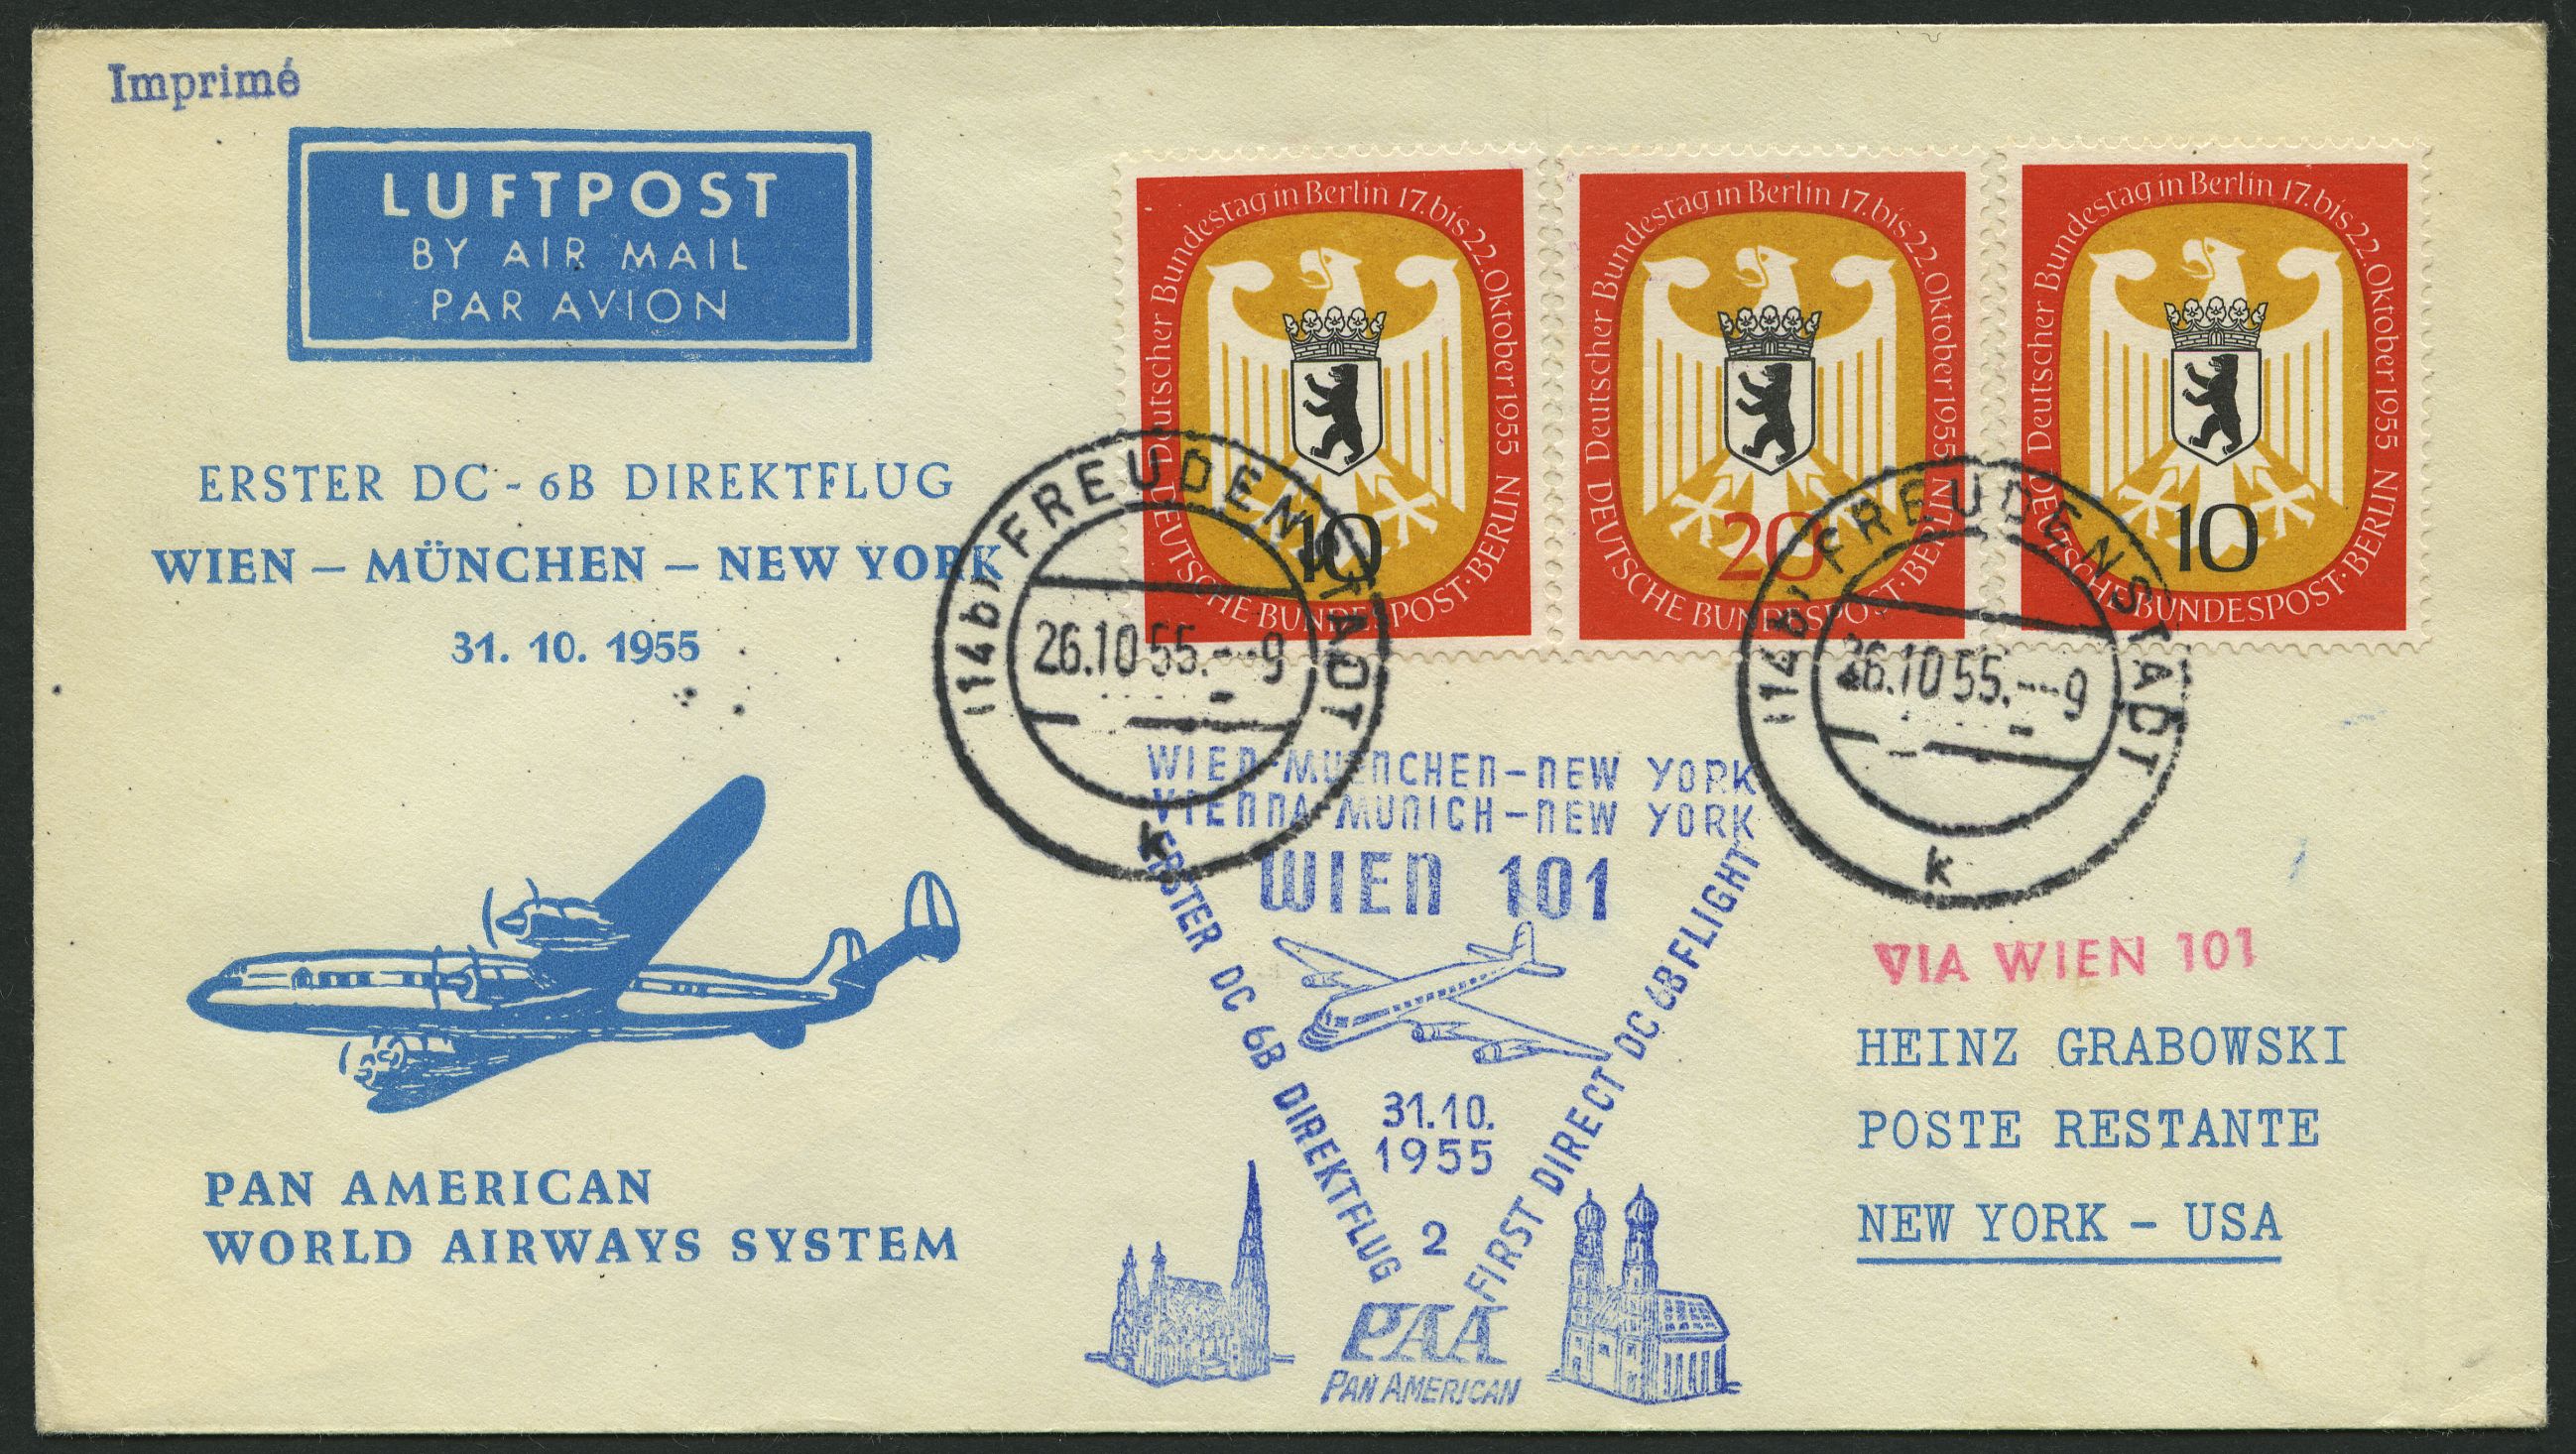 Imprimé
LUFTPOST
BY AIR MAIL
PAR AVION
ERSTER DC - 6B DIREKTFLUG
WIEN – MÜNCHEN – NEW YORK
31. 10. 1955
PAN AMERICAN
WORLD AIRWAYS SYSTEM
Deutscher Bundestag in Berlin 17. bis 22. Oktober 1955
DEUTSCHE BUNDESPOST · BERLIN
10
Deutscher Bundestag in Berlin 17. bis 22. Oktober 1955
DEUTSCHE BUNDESPOST · BERLIN
20
Deutscher Bundestag in Berlin 17. bis 22. Oktober 1955
DEUTSCHE BUNDESPOST · BERLIN
10
(14b) FREUDENSTADT
26.10 55.--9
k
(14b) FREUDENSTADT
26.10 55.--9
k
WIEN-MUENCHEN-NEW YORK
VIENNA-MUNICH-NEW YORK
WIEN 101
ERSTER DC 6B DIREKTFLUG
FIRST DIRECT DC 6B FLIGHT
31.10.
1955
2
PAA
PAN AMERICAN
VIA WIEN 101
HEINZ GRABOWSKI
POSTE RESTANTE
NEW YORK - USA